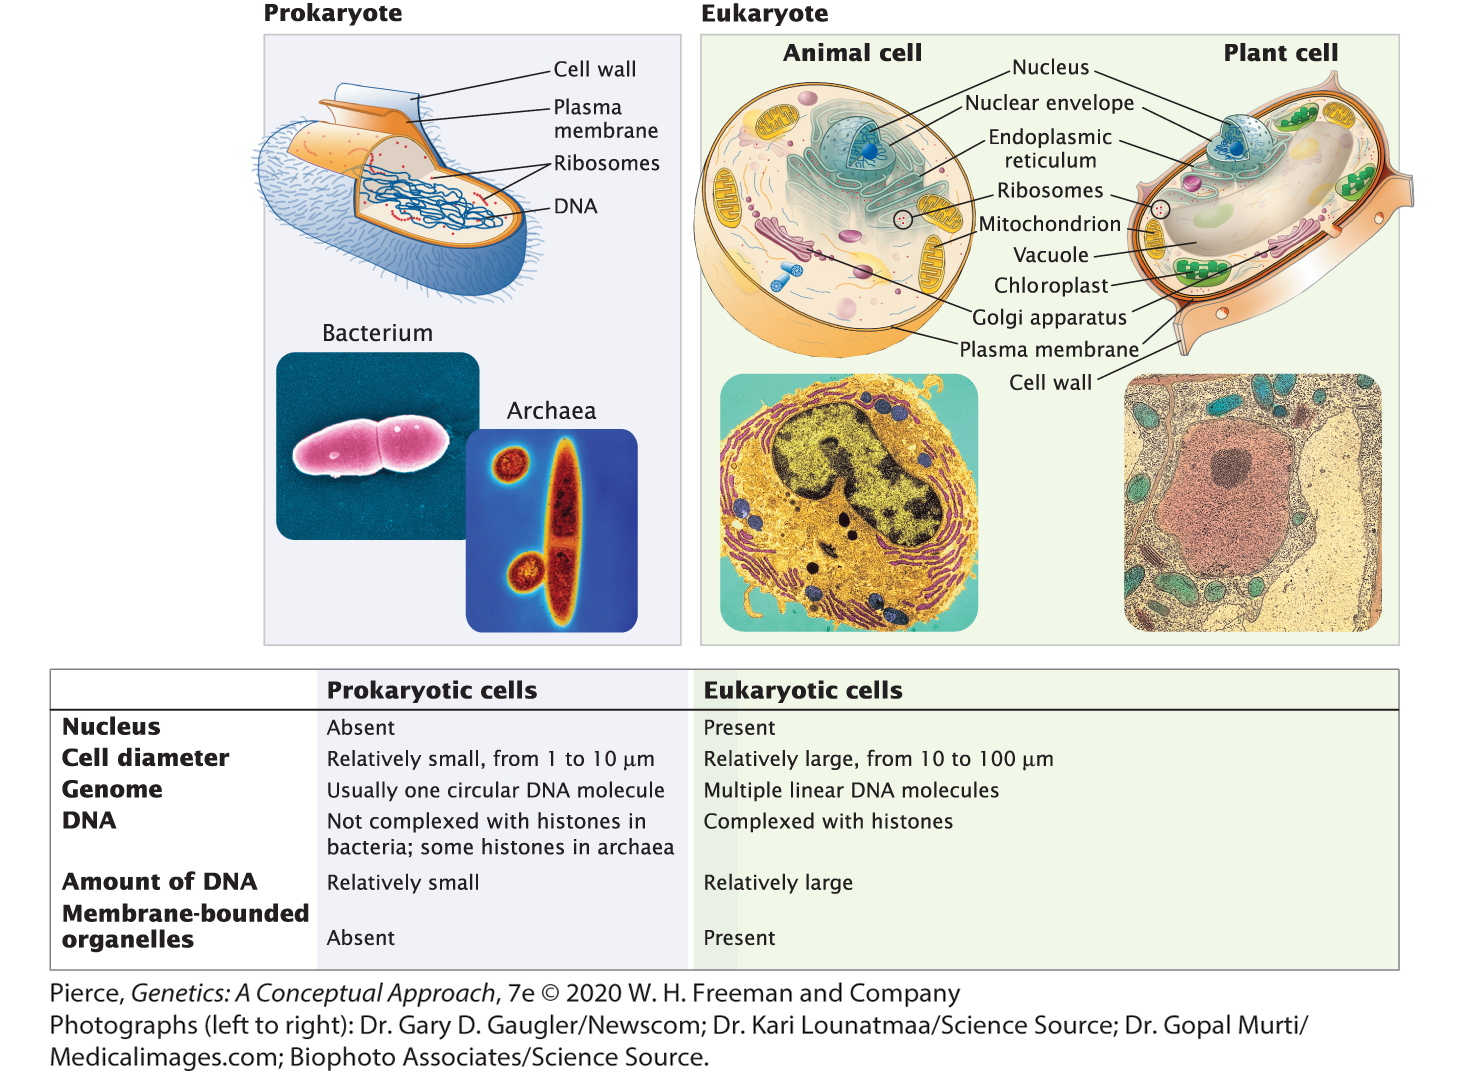 Prokaryote
Cell wall
Plasma
membrane
Ribosomes
DNA
Bacterium
Archaea
Eukaryote
Animal cell
Plant cell
Nucleus
Nuclear envelope
Endoplasmic
reticulum
Ribosomes
Mitochondrion
Vacuole
Chloroplast
Golgi apparatus
Plasma membrane
Cell wall
Prokaryotic cells Eukaryotic cells
Nucleus Absent Present
Cell diameter Relatively small, from 1 to 10 µm Relatively large, from 10 to 100 µm
Genome Usually one circular DNA molecule Multiple linear DNA molecules
DNA Not complexed with histones in Complexed with histones
bacteria; some histones in archaea
Amount of DNA Relatively small Relatively large
Membrane-bounded
organelles Absent Present
Pierce, Genetics: A Conceptual Approach, 7e © 2020 W. H. Freeman and Company
Photographs (left to right): Dr. Gary D. Gaugler/Newscom; Dr. Kari Lounatmaa/Science Source; Dr. Gopal Murti/
Medicalimages.com; Biophoto Associates/Science Source.